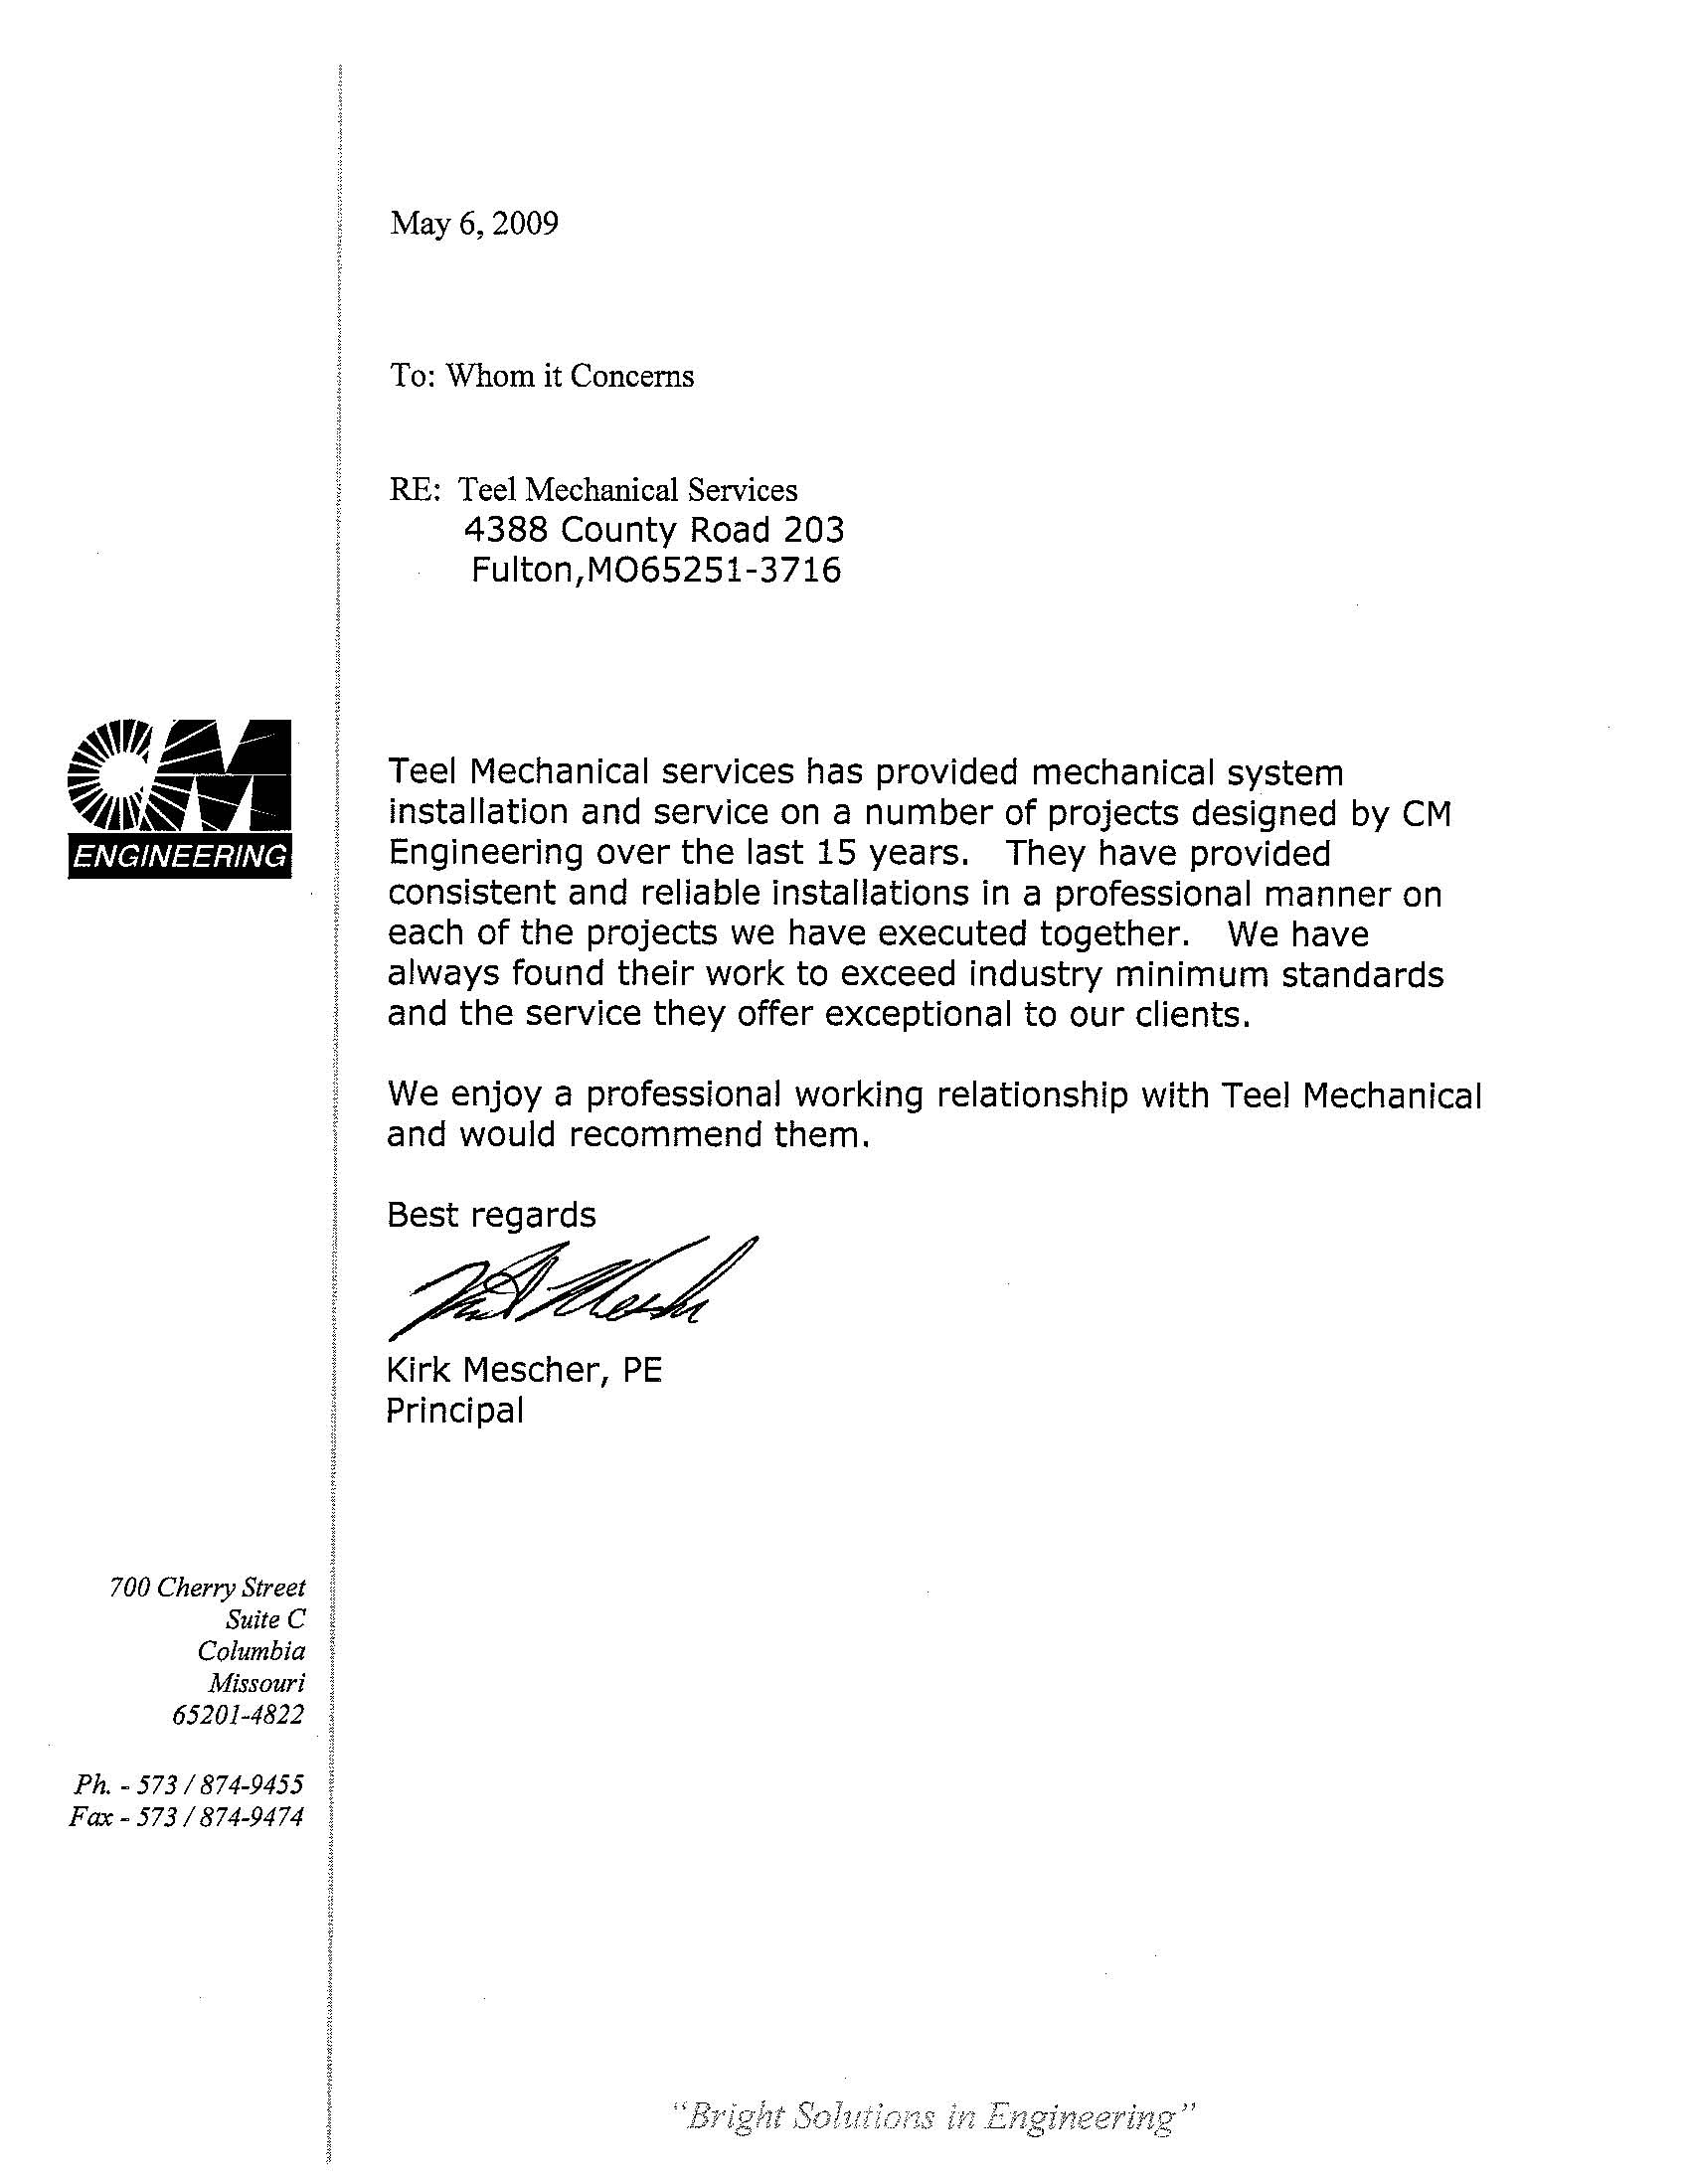 May 6, 2009
To: Whom it Concerns
RE: Teel Mechanical Services
4388 County Road 203
Fulton,MO65251-3716
CM
ENGINEERING
Teel Mechanical services has provided mechanical system
installation and service on a number of projects designed by CM
Engineering over the last 15 years. They have provided
consistent and reliable installations in a professional manner on
each of the projects we have executed together. We have
always found their work to exceed industry minimum standards
and the service they offer exceptional to our clients.
We enjoy a professional working relationship with Teel Mechanical
and would recommend them.
Best regards
Kirk Mescher, PE
Principal
700 Cherry Street
Suite C
Columbia
Missouri
65201-4822
Ph. - 573 / 874-9455
Fax - 573 / 874-9474
"Bright Solutions in Engineering"